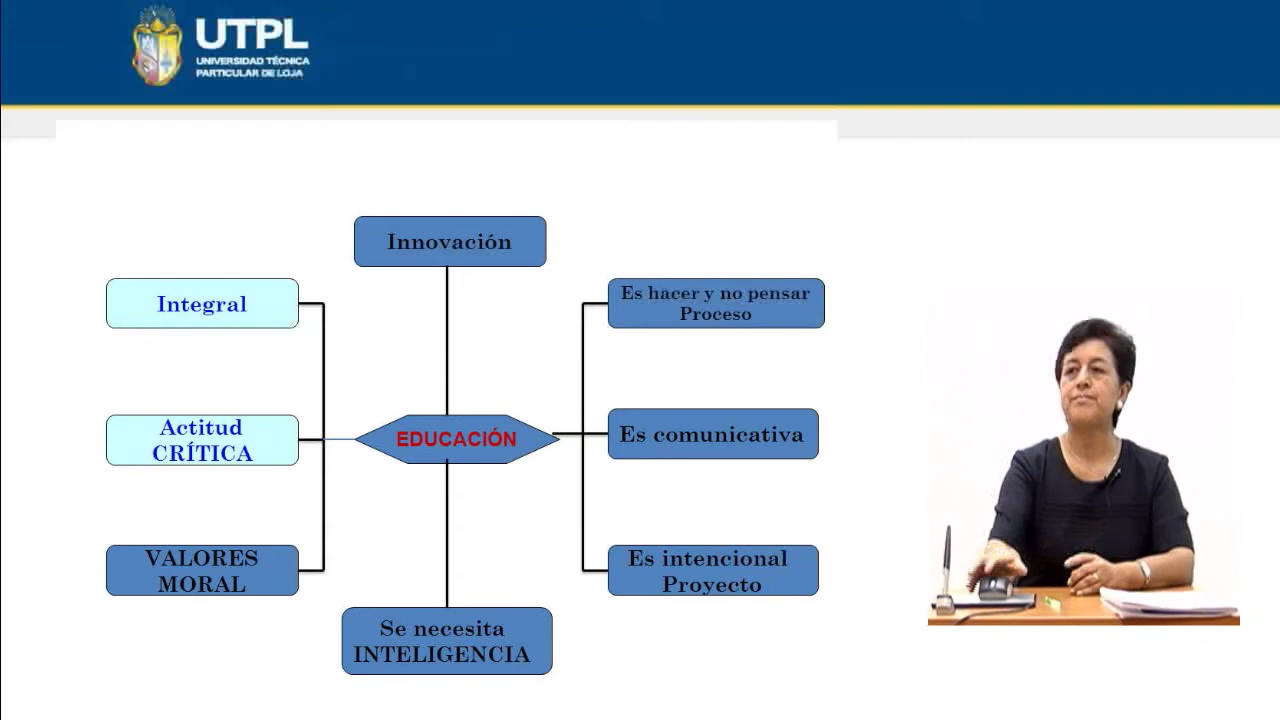 UTPL
UNIVERSIDAD TÉCNICA
PARTICULAR DE LOJA
Innovación
Integral
Es hacer y no pensar
Proceso
Actitud
CRÍTICA
EDUCACIÓN
Es comunicativa
VALORES
MORAL
Es intencional
Proyecto
Se necesita
INTELIGENCIA